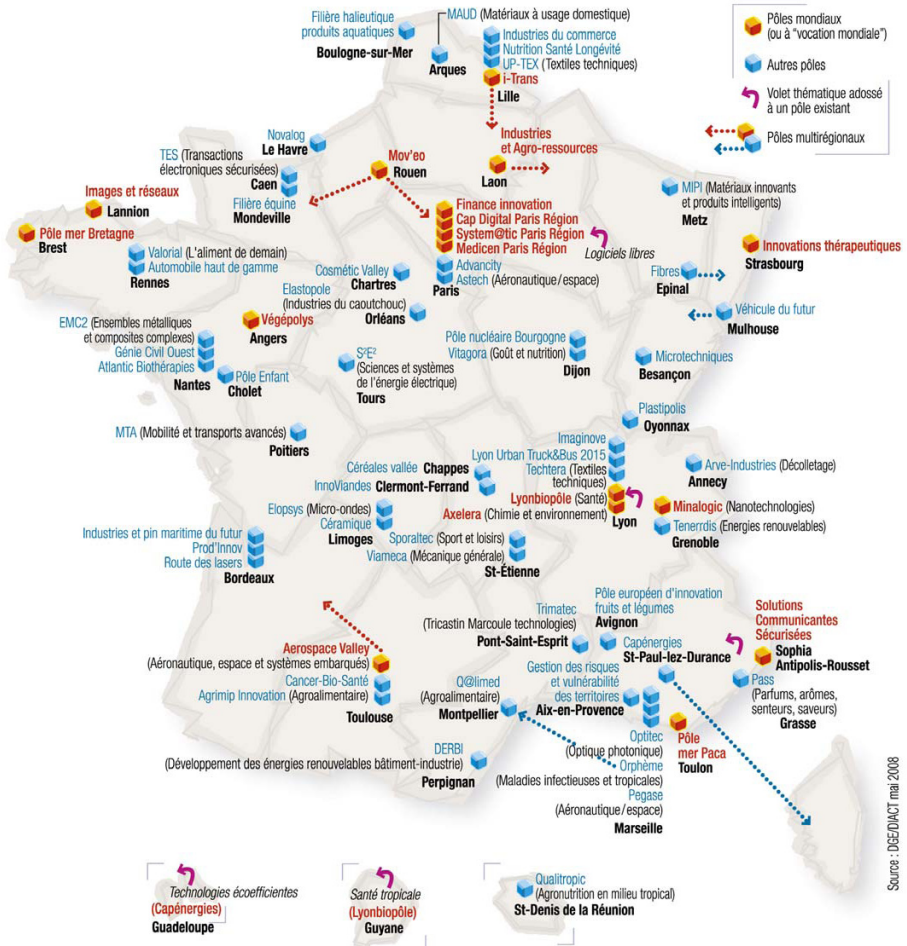 Filière halieutique
produits aquatiques
Boulogne-sur-Mer
MAUD (Matériaux à usage domestique)
Arques
Industries du commerce
Nutrition Santé Longévité
UP-TEX (Textiles techniques)
i-Trans
Lille
Pôles mondiaux
(ou à "vocation mondiale")
Autres pôles
Volet thématique adossé
à un pôle existant
Pôles multirégionaux
Novalog
Le Havre
TES (Transactions
électroniques sécurisées)
Caen
Filière équine
Mondeville
Mov'eo
Rouen
Industries
et Agro-ressources
Laon
Images et réseaux
Lannion
Pôle mer Bretagne
Brest
Valorial (L'aliment de demain)
Automobile haut de gamme
Rennes
Finance innovation
Cap Digital Paris Région
System@tic Paris Région
Medicen Paris Région
Logiciels libres
Advancity
Astech (Aéronautique/espace)
Paris
MIPI (Matériaux innovants
et produits intelligents)
Metz
Innovations thérapeutiques
Strasbourg
Fibres
Epinal
Véhicule du futur
Mulhouse
Cosmétic Valley
Chartres
Elastopole
(Industries du caoutchouc)
Orléans
EMC2 (Ensembles métalliques
et composites complexes)
Génie Civil Ouest
Atlantic Biothérapies
Nantes
Végépolys
Angers
Pôle Enfant
Cholet
S²E²
(Sciences et systèmes
de l'énergie électrique)
Tours
Pôle nucléaire Bourgogne
Vitagora (Goût et nutrition)
Dijon
Microtechniques
Besançon
Plastipolis
Oyonnax
MTA (Mobilité et transports avancés)
Poitiers
Céréales vallée Chappes
InnoViandes Clermont-Ferrand
Imaginove
Lyon Urban Truck&Bus 2015
Techtera (Textiles
techniques)
Lyonbiopôle (Santé)
Axelera (Chimie et environnement)
Lyon
Arve-Industries (Décolletage)
Annecy
Minalogic (Nanotechnologies)
Tenerrdis (Energies renouvelables)
Grenoble
Elopsys (Micro-ondes)
Céramique
Limoges
Sporaltec (Sport et loisirs)
Viameca (Mécanique générale)
St-Étienne
Industries et pin maritime du futur
Prod'Innov
Route des lasers
Bordeaux
Aerospace Valley
(Aéronautique, espace et systèmes embarqués)
Cancer-Bio-Santé
Agrimip Innovation (Agroalimentaire)
Toulouse
Trimatec
(Tricastin Marcoule technologies)
Pont-Saint-Esprit
Pôle européen d'innovation
fruits et légumes
Avignon
Capénergies
St-Paul-lez-Durance
Solutions
Communicantes
Sécurisées
Sophia
Antipolis-Rousset
Pass
(Parfums, arômes,
senteurs, saveurs)
Grasse
Q@limed
(Agroalimentaire)
Montpellier
Gestion des risques
et vulnérabilité
des territoires
Aix-en-Provence
Pôle
mer Paca
Toulon
Optitec
(Optique photonique)
Orphème
(Maladies infectieuses et tropicales)
Pegase
(Aéronautique/espace)
Marseille
DERBI
(Développement des énergies renouvelables bâtiment-industrie)
Perpignan
Source : DGE/DIACT mai 2008
Technologies écoefficientes
(Capénergies)
Guadeloupe
Santé tropicale
(Lyonbiopôle)
Guyane
Qualitropic
(Agronutrition en milieu tropical)
St-Denis de la Réunion